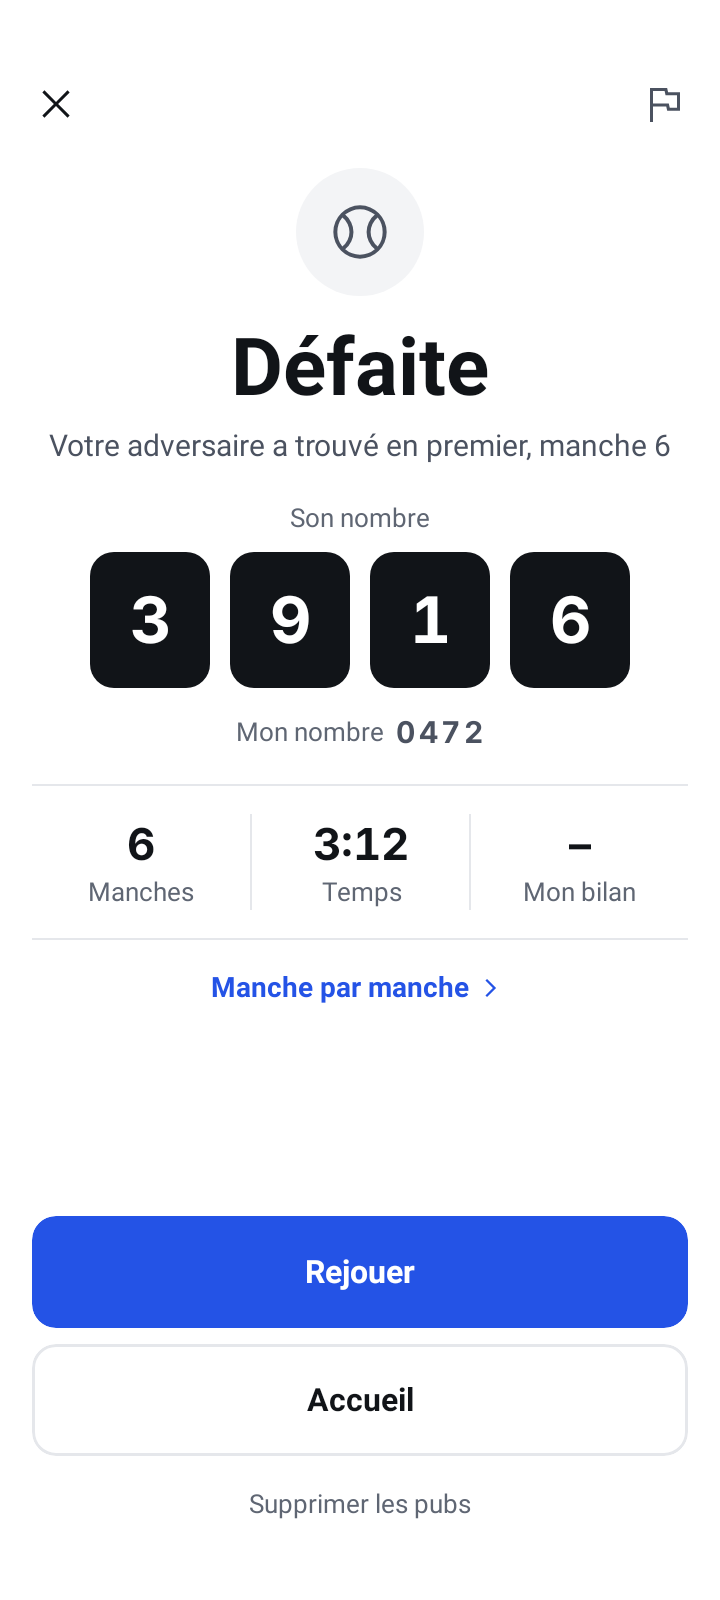 Défaite
Votre adversaire a trouvé en premier, manche 6
Son nombre
3 9 1 6
Mon nombre 0472
6 3:12 –
Manches Temps Mon bilan
Manche par manche
Rejouer
Accueil
Supprimer les pubs